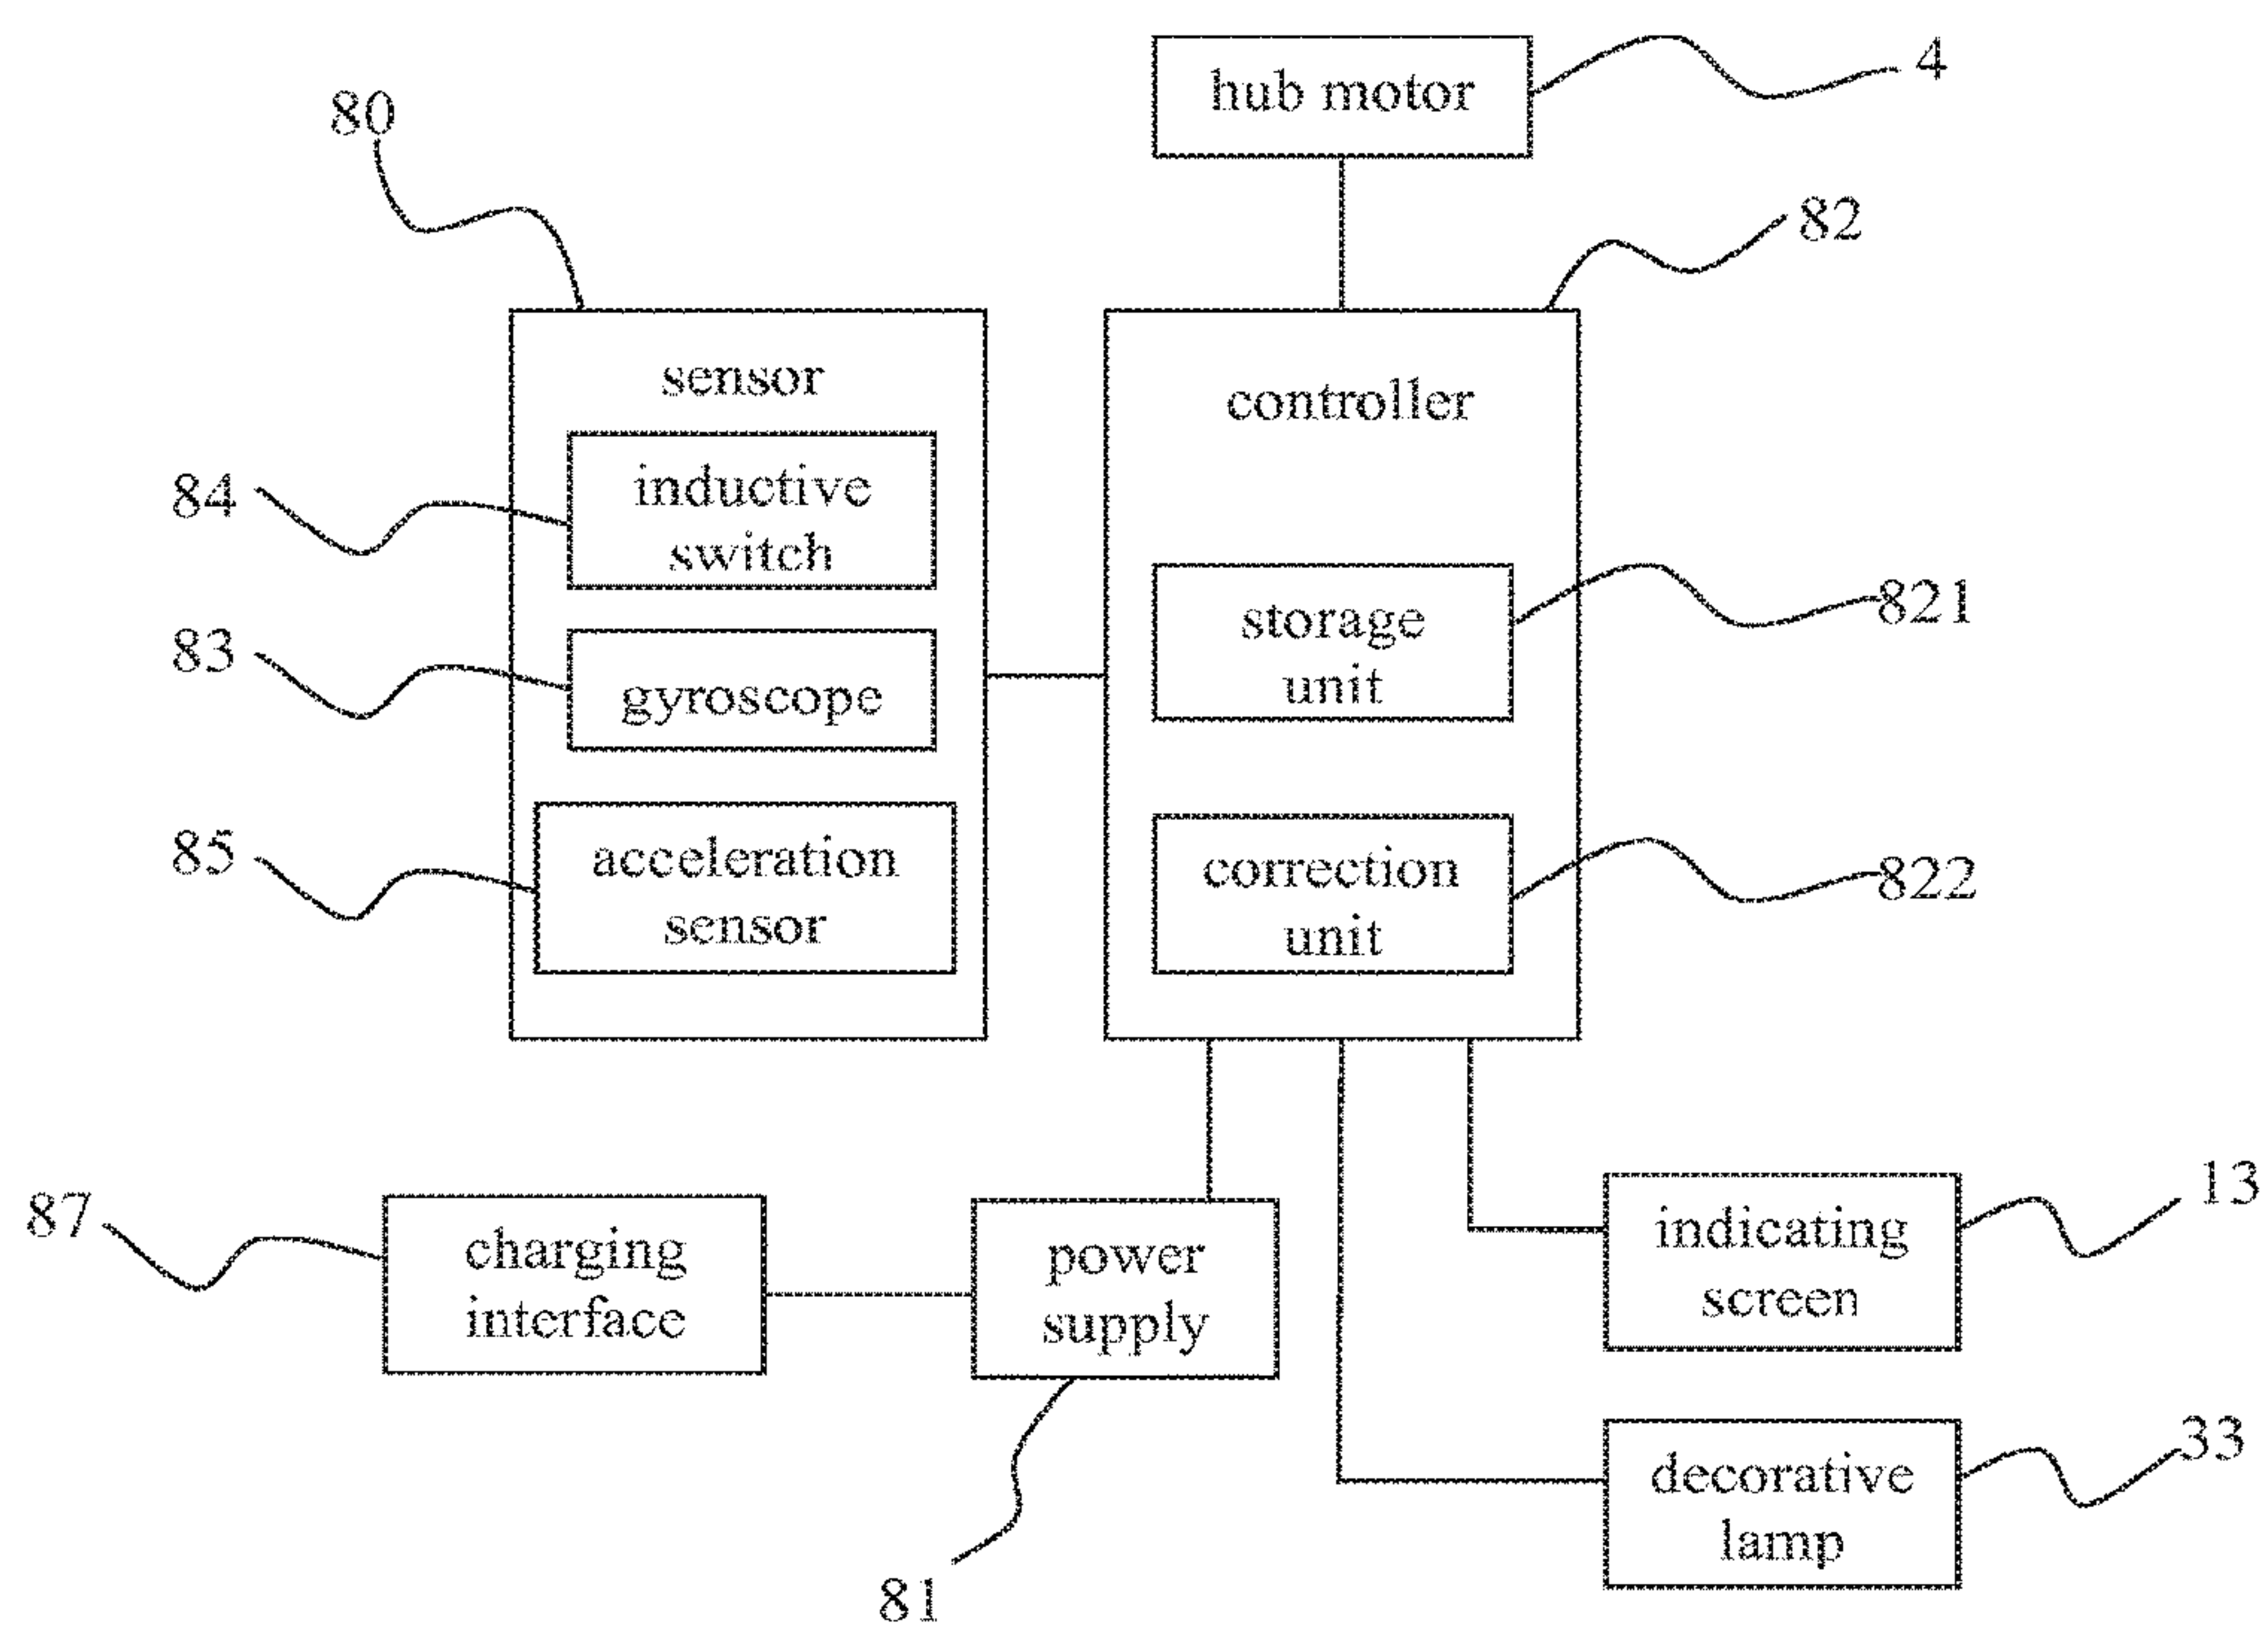 hub motor
4
80
82
sensor
controller
inductive
switch
84
storage
unit
821
83
gyroscope
85
acceleration
sensor
correction
unit
822
87
charging
interface
power
supply
indicating
screen
13
decorative
lamp
33
81